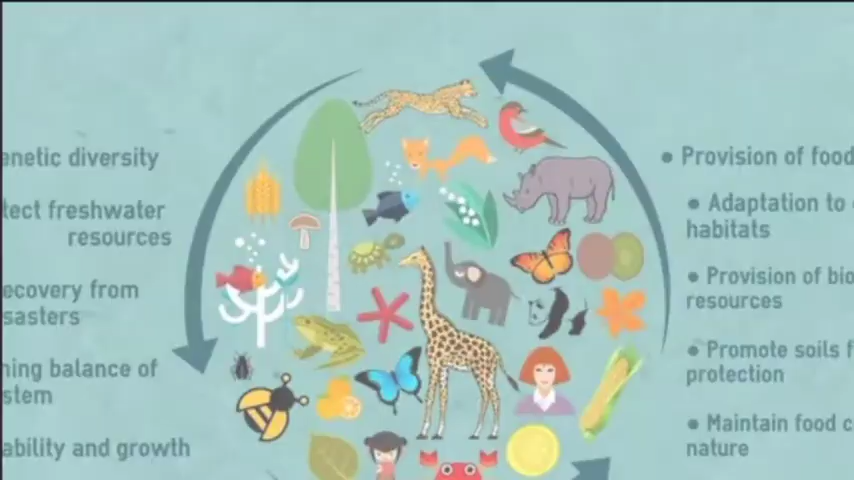 enetic diversity
tect freshwater
resources
ecovery from
sasters
ning balance of
stem
ability and growth
• Provision of food
• Adaptation to
habitats
• Provision of bio
resources
• Promote soils f
protection
• Maintain food c
nature